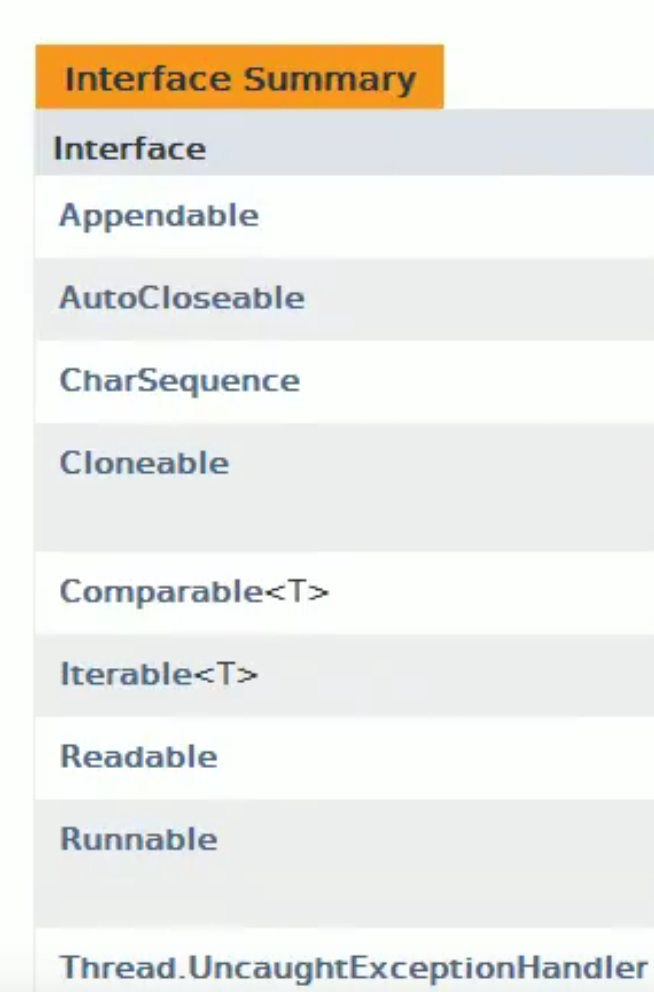 Interface Summary
Interface
Appendable
AutoCloseable
CharSequence
Cloneable
Comparable<T>
Iterable<T>
Readable
Runnable
Thread.UncaughtExceptionHandler